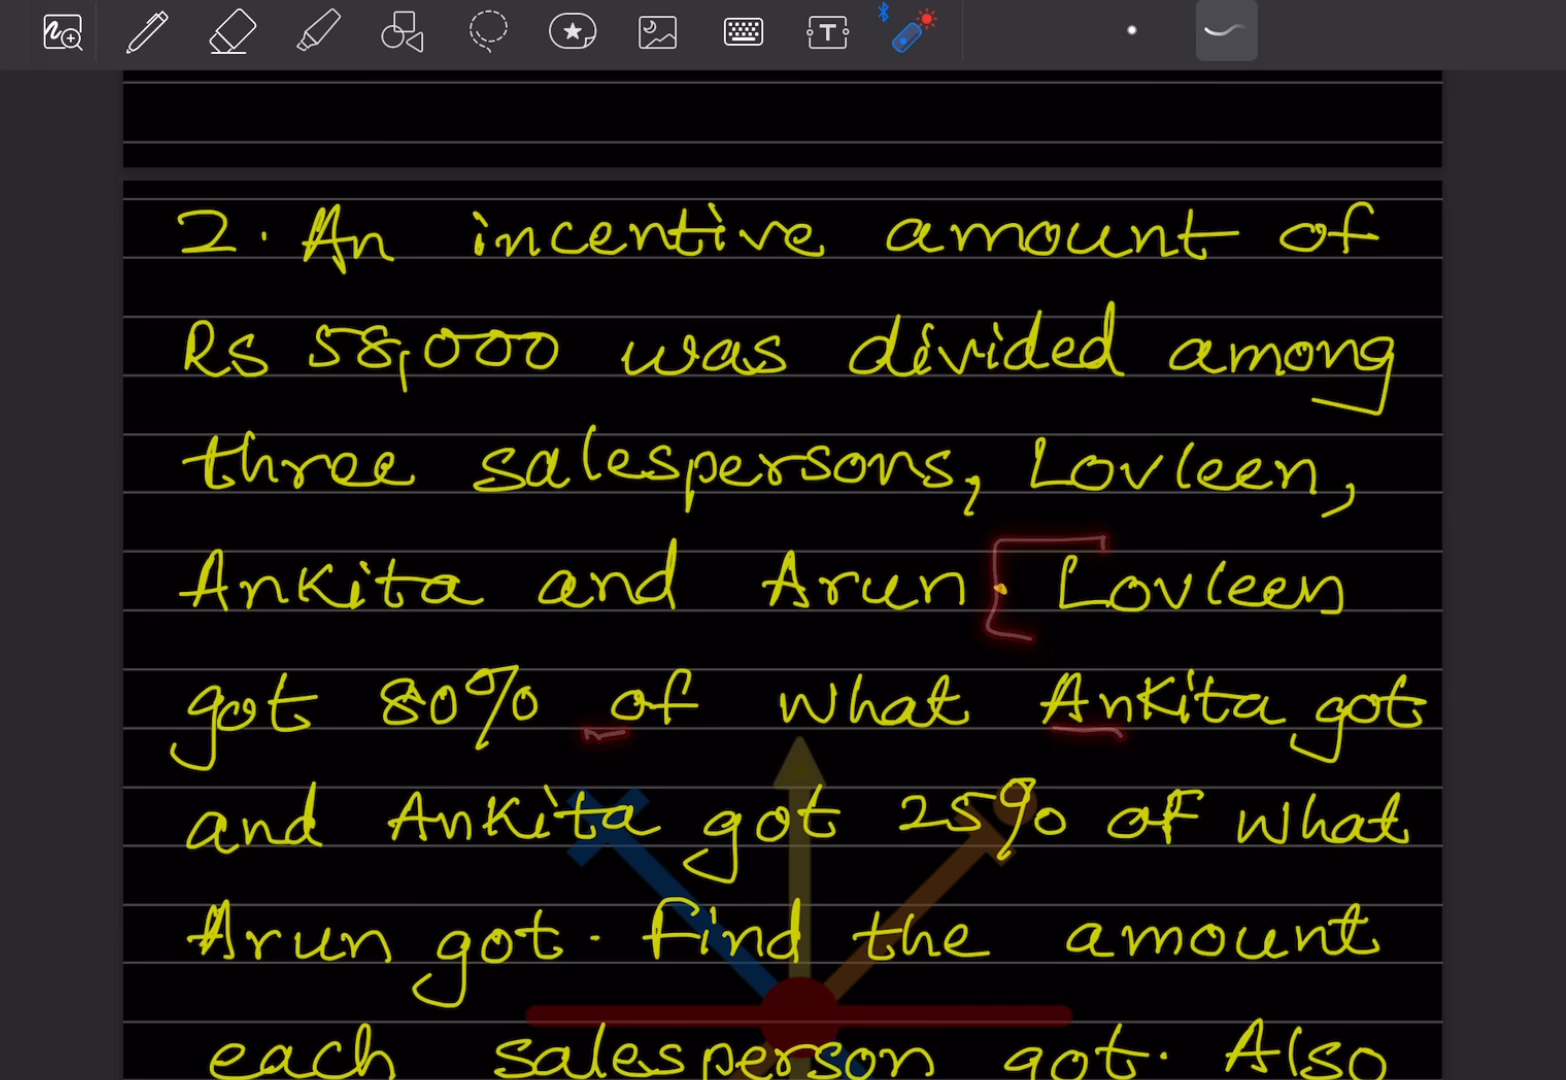 2. An incentive amount of
Rs 58,000 was divided among
three salespersons, Lovleen,
Ankita and Arun. Lovleen
got 80% of what Ankita got
and Ankita got 25% of what
Arun got. Find the amount
each salesperson got. Also